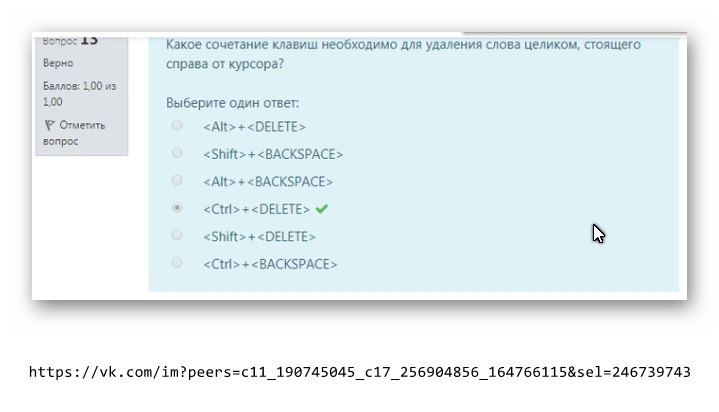 Вопрос 13
Верно
Баллов: 1,00 из
1,00
Отметить
вопрос
Какое сочетание клавиш необходимо для удаления слова целиком, стоящего
справа от курсора?
Выберите один ответ:
<Alt>+<DELETE>
<Shift>+<BACKSPACE>
<Alt>+<BACKSPACE>
<Ctrl>+<DELETE>
<Shift>+<DELETE>
<Ctrl>+<BACKSPACE>
https://vk.com/im?peers=c11_190745045_c17_256904856_164766115&sel=246739743